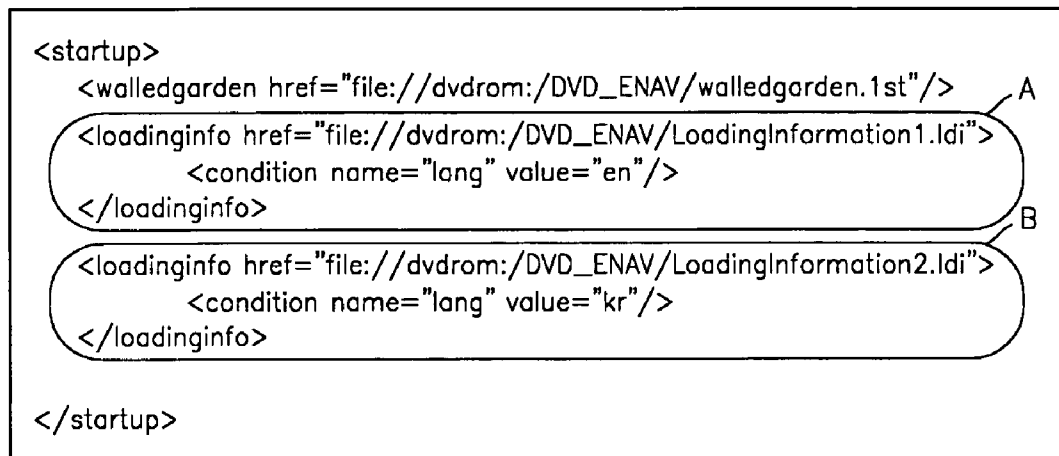 <startup>
<walledgarden href="file://dvdrom:/DVD_ENAV/walledgarden.1st"/>
A
<loadinginfo href="file://dvdrom:/DVD_ENAV/LoadingInformation1.ldi">
<condition name="lang" value="en"/>
</loadinginfo>
B
<loadinginfo href="file://dvdrom:/DVD_ENAV/LoadingInformation2.ldi">
<condition name="lang" value="kr"/>
</loadinginfo>
</startup>